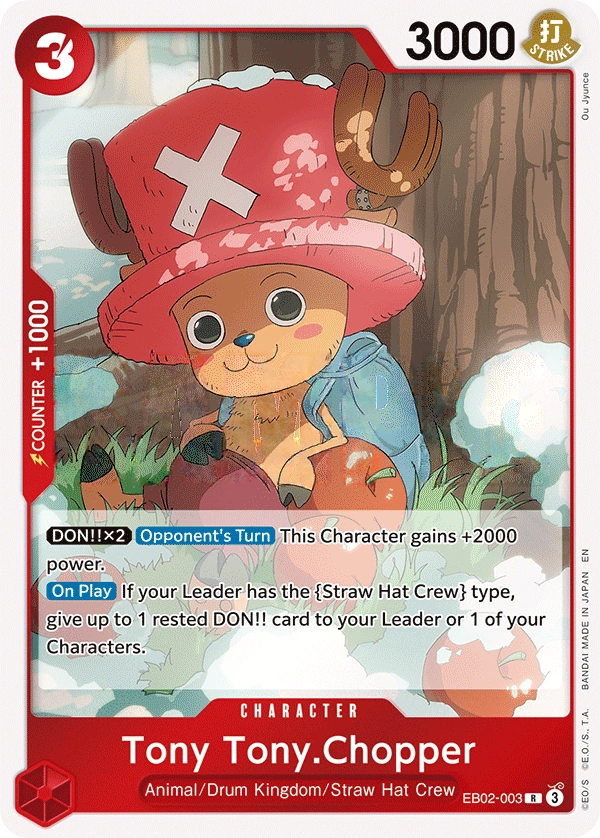 3
3000
打
STRIKE
Ou Jyunce
COUNTER +1000
DON!!×2 Opponent's Turn This Character gains +2000
power.
On Play If your Leader has the {Straw Hat Crew} type,
give up to 1 rested DON!! card to your Leader or 1 of your
Characters.
CHARACTER
Tony Tony.Chopper
Animal/Drum Kingdom/Straw Hat Crew
EB02-003 R 3
©EO/S ©E.O./S., T.A. BANDAI MADE IN JAPAN EN